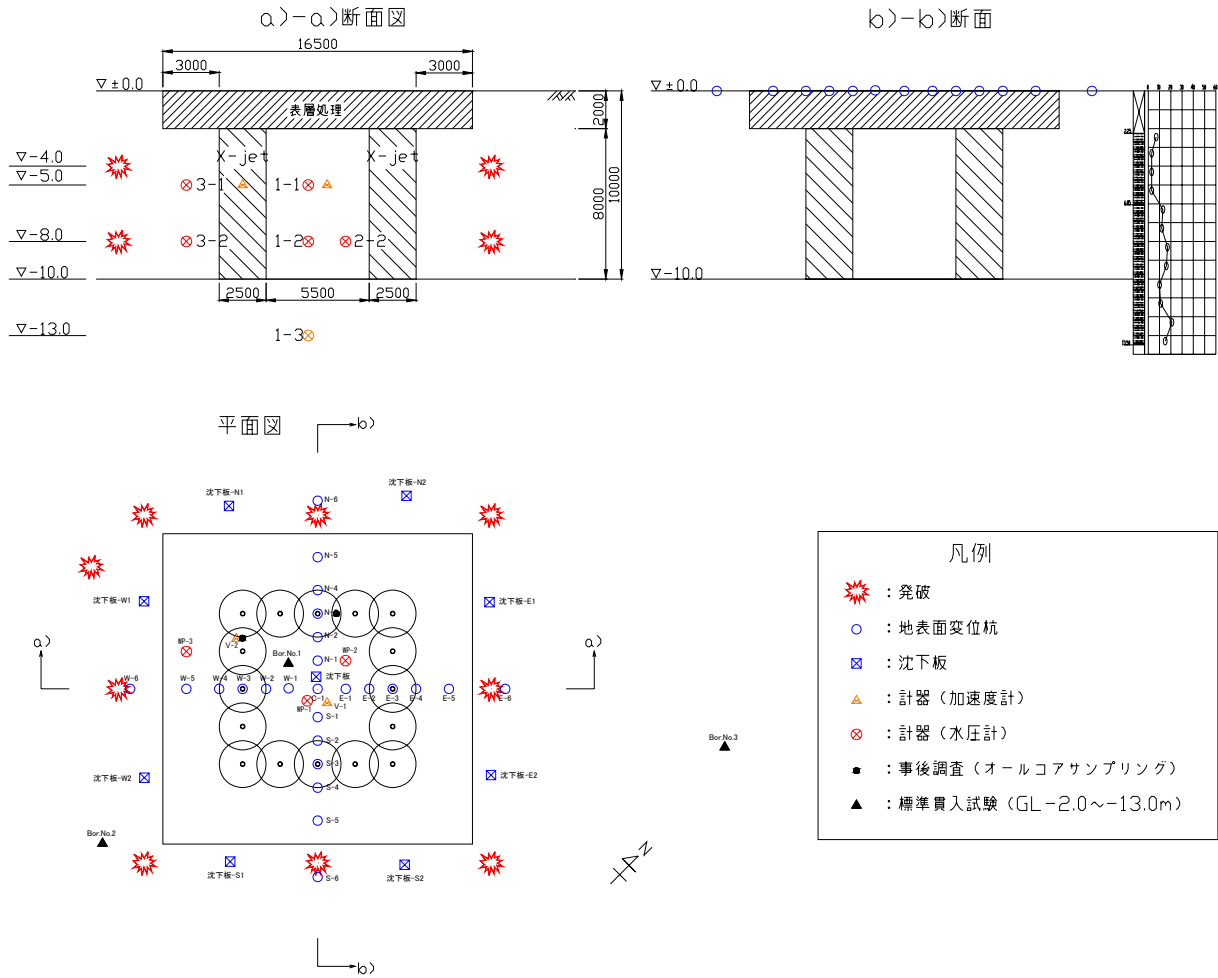 a)-a)断面図
16500
3000
3000
▽±0.0
表層処理
2000
X-jet
X-jet
▽-4.0
▽-5.0
3-1
1-1
8000
10000
▽-8.0
3-2
1-2
2-2
▽-10.0
2500
5500
2500
▽-13.0
1-3
b)-b)断面
▽±0.0
▽-10.0
平面図
b)
沈下板-N1
沈下板-N2
N-6
N-5
沈下板-W1
N-4
沈下板-E1
a)
a)
WP-3
V-2
N-2
Bor.No.1
N-1
WP-2
沈下板
W-6
W-5
W-4
W-3
W-2
W-1
C-1
E-1
E-2
E-3
E-4
E-5
E-6
WP-1
V-1
S-1
S-2
Bor.No.3
沈下板-W2
S-3
沈下板-E2
S-4
Bor.No.2
S-5
沈下板-S1
沈下板-S2
S-6
N
b)
凡例
：発破
：地表面変位杭
：沈下板
：計器（加速度計）
：計器（水圧計）
：事後調査（オールコアサンプリング）
：標準貫入試験（GL-2.0～-13.0m）